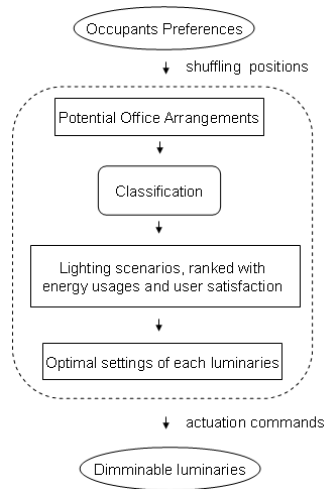 Occupants Preferences
shuffling positions
Potential Office Arrangements
Classification
Lighting scenarios, ranked with
energy usages and user satisfaction
Optimal settings of each luminaries
actuation commands
Dimminable luminaries